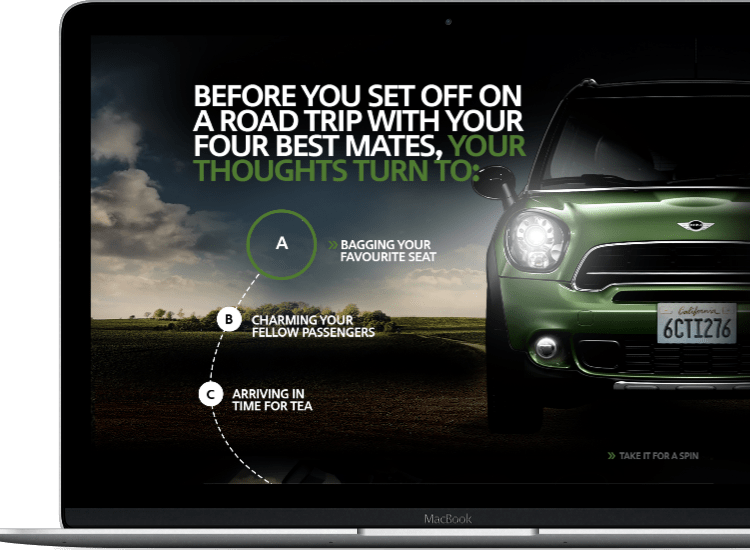 BEFORE YOU SET OFF ON
A ROAD TRIP WITH YOUR
FOUR BEST MATES, YOUR
THOUGHTS TURN TO:
A
» BAGGING YOUR
FAVOURITE SEAT
B
CHARMING YOUR
FELLOW PASSENGERS
C
ARRIVING IN
TIME FOR TEA
California
6CTI276
» TAKE IT FOR A SPIN
MacBook